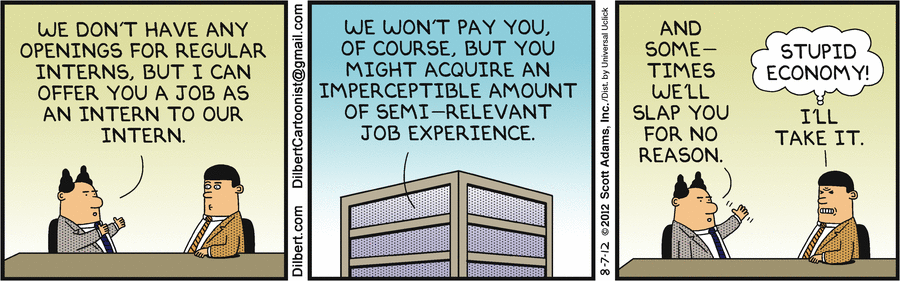 WE DON'T HAVE ANY
OPENINGS FOR REGULAR
INTERNS, BUT I CAN
OFFER YOU A JOB AS
AN INTERN TO OUR
INTERN.
Dilbert.com DilbertCartoonist@gmail.com
WE WON'T PAY YOU,
OF COURSE, BUT YOU
MIGHT ACQUIRE AN
IMPERCEPTIBLE AMOUNT
OF SEMI-RELEVANT
JOB EXPERIENCE.
8-7-12 ©2012 Scott Adams, Inc./Dist. by Universal Uclick
AND
SOME-
TIMES
WE'LL
SLAP YOU
FOR NO
REASON.
STUPID
ECONOMY!
I'LL
TAKE IT.